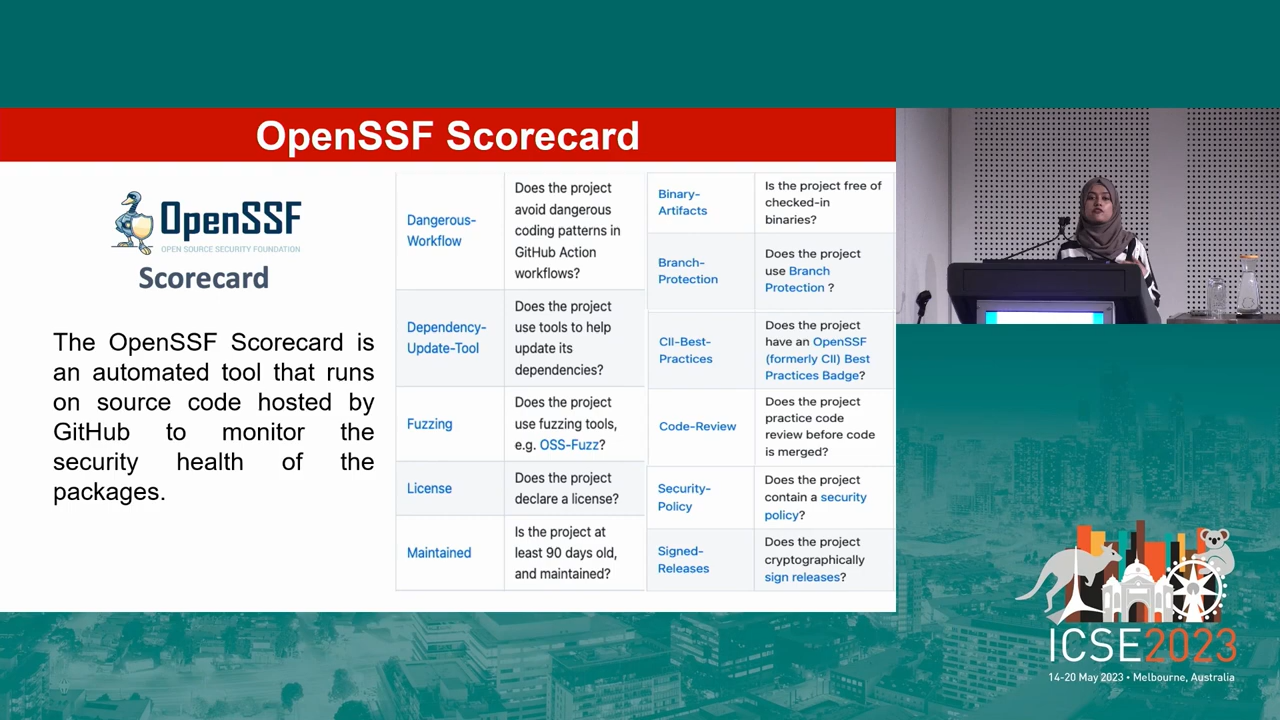 OpenSSF Scorecard
OpenSSF
OPEN SOURCE SECURITY FOUNDATION
Scorecard
The OpenSSF Scorecard is
an automated tool that runs
on source code hosted by
GitHub to monitor the
security health of the
packages.
Dangerous-
Workflow
Does the project
avoid dangerous
coding patterns in
GitHub Action
workflows?
Dependency-
Update-Tool
Does the project
use tools to help
update its
dependencies?
Fuzzing
Does the project
use fuzzing tools,
e.g. OSS-Fuzz?
License
Does the project
declare a license?
Maintained
Is the project at
least 90 days old,
and maintained?
Binary-
Artifacts
Is the project free of
checked-in
binaries?
Branch-
Protection
Does the project
use Branch
Protection ?
CII-Best-
Practices
Does the project
have an OpenSSF
(formerly CII) Best
Practices Badge?
Code-Review
Does the project
practice code
review before code
is merged?
Security-
Policy
Does the project
contain a security
policy?
Signed-
Releases
Does the project
cryptographically
sign releases?
ICSE2023
14-20 May 2023 • Melbourne, Australia